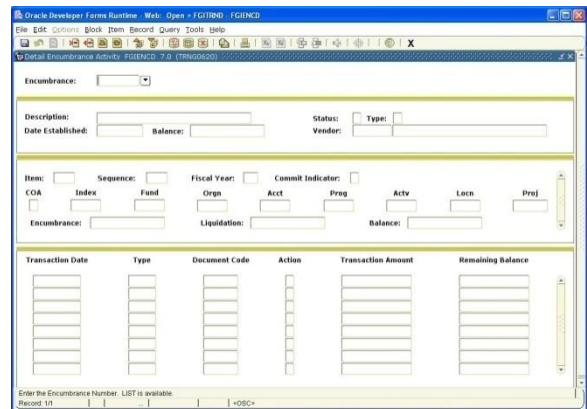 Oracle Developer Forms Runtime - Web: Open > FGITRND - FGIENCD
File Edit Options Block Item Record Query Tools Help
X
Detail Encumbrance Activity FGIENCD 7.0 (TRNG0620)
Encumbrance:
Description: Status: Type:
Date Established: Balance: Vendor:
Item: Sequence: Fiscal Year: Commit Indicator:
COA Index Fund Orgn Acct Prog Actv Locn Proj
Encumbrance: Liquidation: Balance:
Transaction Date Type Document Code Action Transaction Amount Remaining Balance
Enter the Encumbrance Number. LIST is available.
Record: 1/1 ... <OSC>